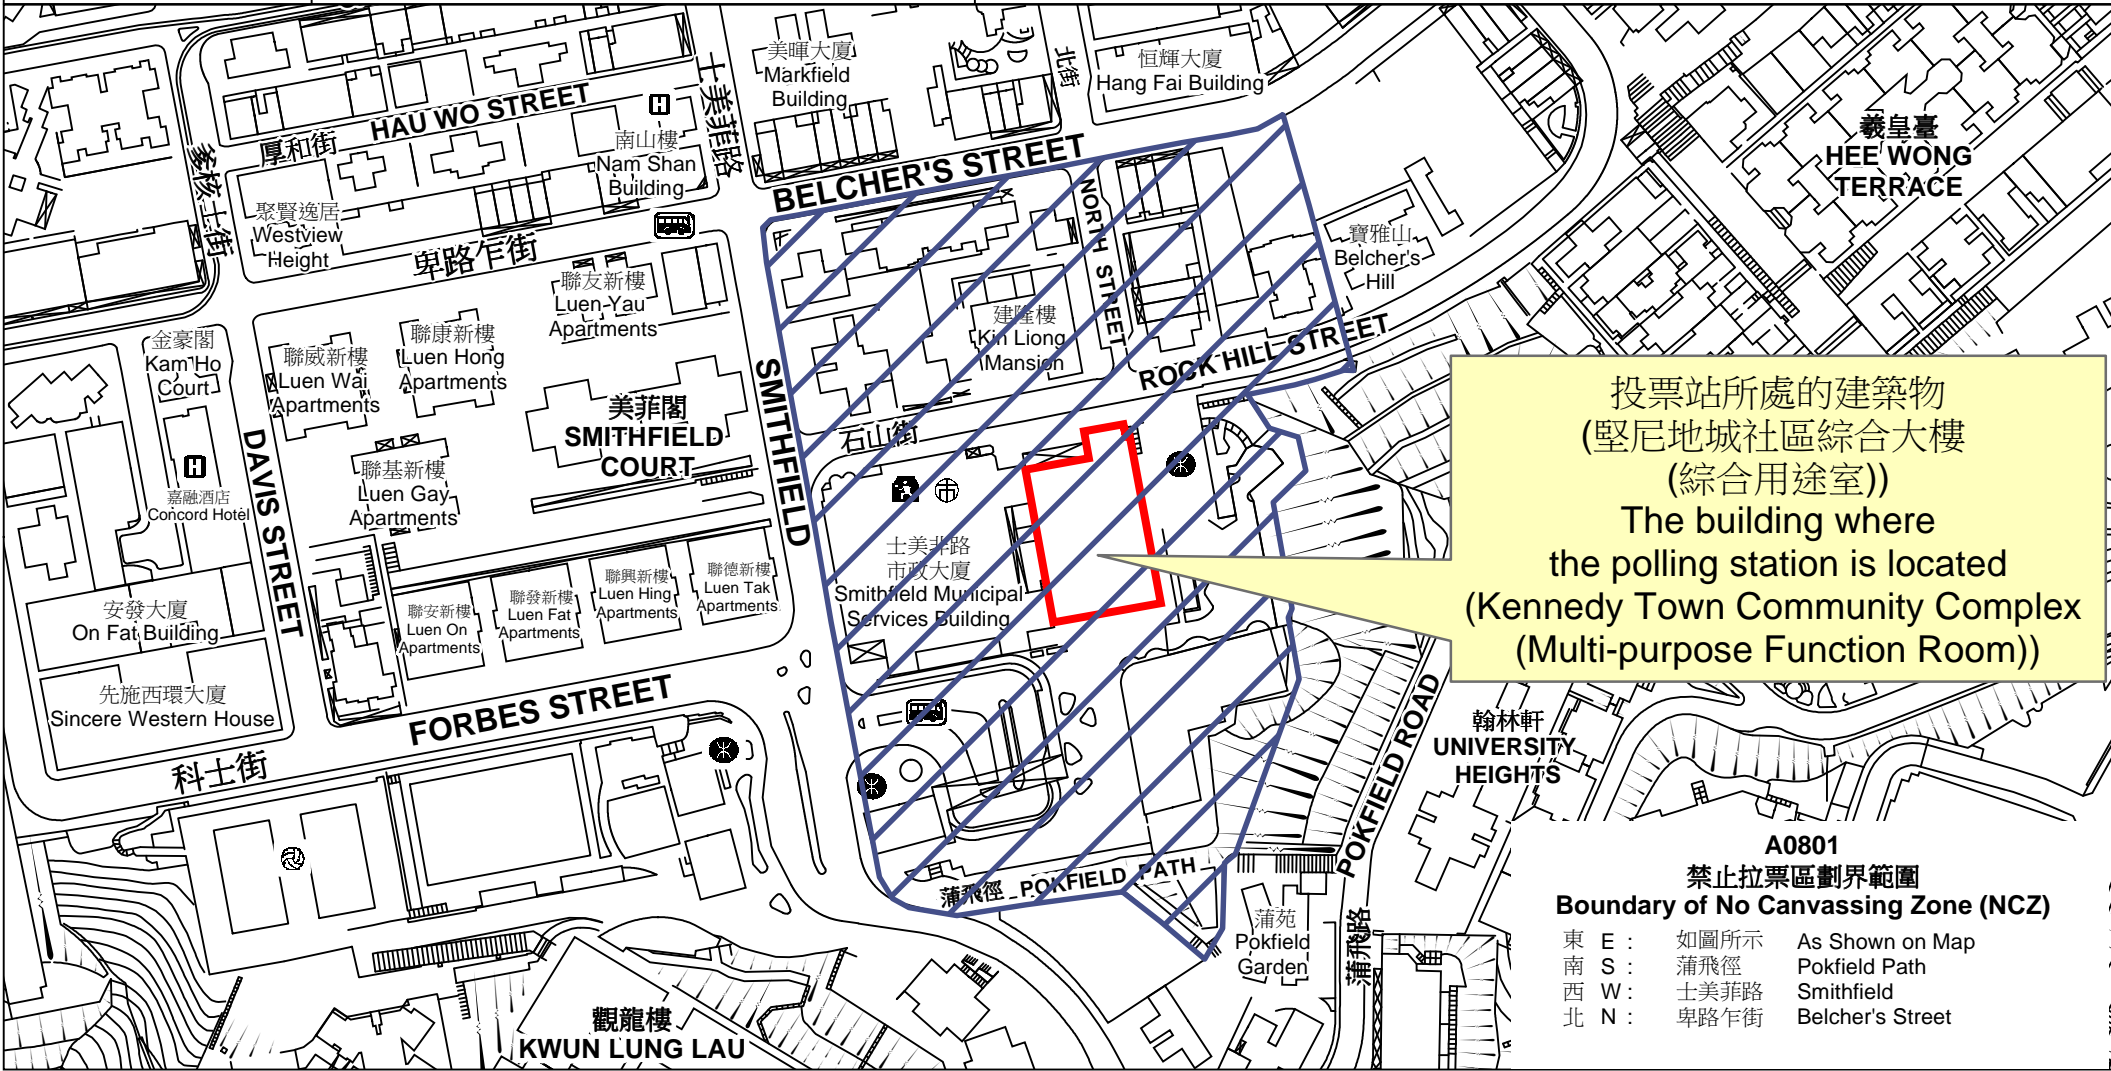 美暉大廈
Markfield
Building
北街
恒輝大廈
Hang Fai Building
士美菲路
HAU WO STREET
厚和街
南山樓
Nam Shan
Building
爹核士街
聚賢逸居
Westview
Height
卑路乍街
BELCHER'S STREET
羲皇臺
HEE WONG
TERRACE
NORTH STREET
寶雅山
Belcher's
Hill
聯友新樓
Luen Yau
Apartments
建隆樓
Kin Liong
Mansion
ROCK HILL STREET
石山街
金豪閣
Kam Ho
Court
聯威新樓
Luen Wai
Apartments
聯康新樓
Luen Hong
Apartments
美菲閣
SMITHFIELD
COURT
SMITHFIELD
DAVIS STREET
嘉融酒店
Concord Hotel
聯基新樓
Luen Gay
Apartments
市
士美非路
市政大廈
Smithfield Municipal
Services Building
投票站所處的建築物
(堅尼地城社區綜合大樓
(綜合用途室))
The building where
the polling station is located
(Kennedy Town Community Complex
(Multi-purpose Function Room))
安發大廈
On Fat Building
聯安新樓
Luen On
Apartments
聯發新樓
Luen Fat
Apartments
聯興新樓
Luen Hing
Apartments
聯德新樓
Luen Tak
Apartments
先施西環大廈
Sincere Western House
FORBES STREET
科士街
POKFIELD ROAD
蒲飛路
翰林軒
UNIVERSITY
HEIGHTS
蒲飛徑 POKFIELD PATH
蒲苑
Pokfield
Garden
觀龍樓
KWUN LUNG LAU
A0801
禁止拉票區劃界範圍
Boundary of No Canvassing Zone (NCZ)
東 E : 如圖所示 As Shown on Map
南 S : 蒲飛徑 Pokfield Path
西 W : 士美菲路 Smithfield
北 N : 卑路乍街 Belcher's Street